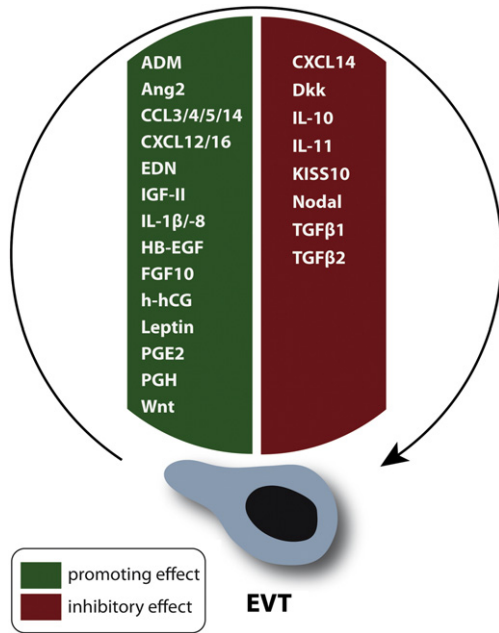 ADM
Ang2
CCL3/4/5/14
CXCL12/16
EDN
IGF-II
IL-1β/-8
HB-EGF
FGF10
h-hCG
Leptin
PGE2
PGH
Wnt
CXCL14
Dkk
IL-10
IL-11
KISS10
Nodal
TGFβ1
TGFβ2
EVT
promoting effect
inhibitory effect